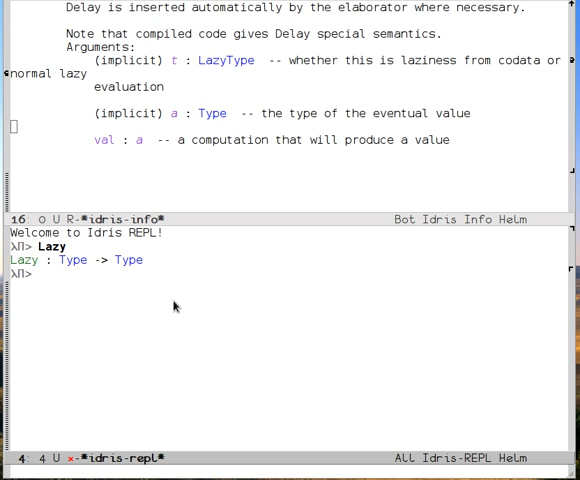 Delay is inserted automatically by the elaborator where necessary.
Note that compiled code gives Delay special semantics.
Arguments:
(implicit) t : LazyType -- whether this is laziness from codata or
normal lazy
evaluation
(implicit) a : Type -- the type of the eventual value
val : a -- a computation that will produce a value
16: 0 U R-*idris-info* Bot Idris Info Helm
Welcome to Idris REPL!
λΠ> Lazy
Lazy : Type -> Type
λΠ>
4: 4 U x-*idris-repl* ALL Idris-REPL Helm